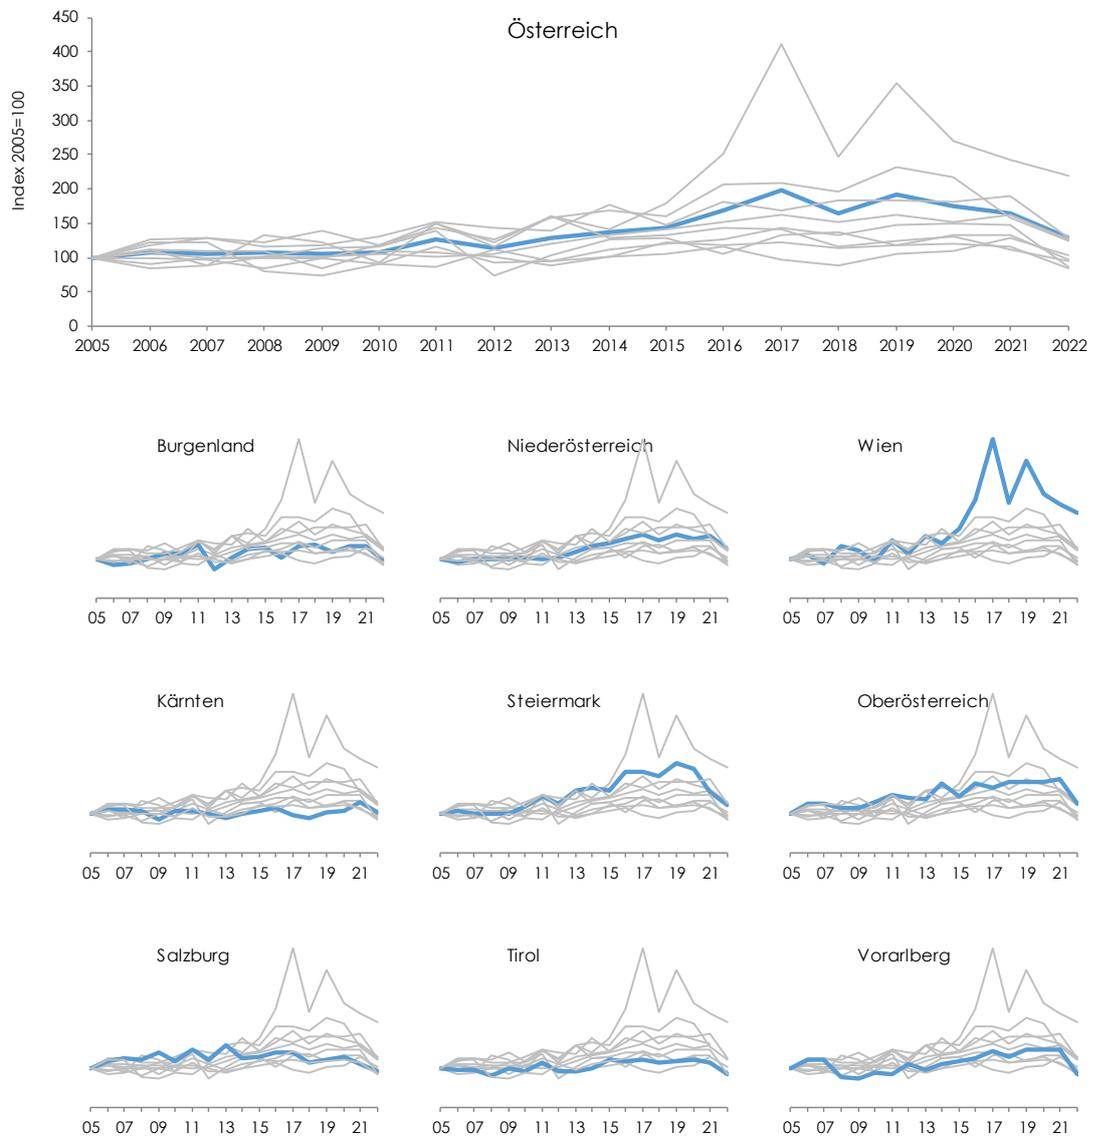 Österreich
Index 2005=100
450
400
350
300
250
200
150
100
50
0
2005 2006 2007 2008 2009 2010 2011 2012 2013 2014 2015 2016 2017 2018 2019 2020 2021 2022
Burgenland
05 07 09 11 13 15 17 19 21
Niederösterreich
05 07 09 11 13 15 17 19 21
Wien
05 07 09 11 13 15 17 19 21
Kärnten
05 07 09 11 13 15 17 19 21
Steiermark
05 07 09 11 13 15 17 19 21
Oberösterreich
05 07 09 11 13 15 17 19 21
Salzburg
05 07 09 11 13 15 17 19 21
Tirol
05 07 09 11 13 15 17 19 21
Vorarlberg
05 07 09 11 13 15 17 19 21